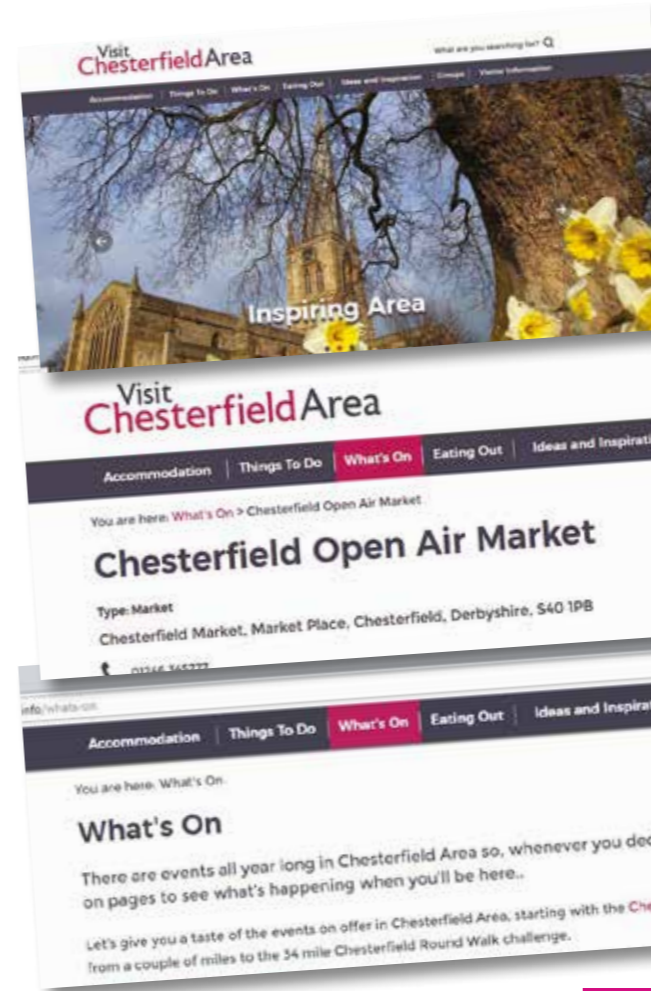 Visit
Chesterfield Area
What are you searching for?
Accommodation Things To Do What's On Eating Out Ideas and Inspiration Groups Visitor Information
Inspiring Area
Visit
Chesterfield Area
Accommodation Things To Do What's On Eating Out Ideas and Inspirati
You are here: What's On > Chesterfield Open Air Market
Chesterfield Open Air Market
Type: Market
Chesterfield Market, Market Place, Chesterfield, Derbyshire, S40 1PB
info/whats-on
Accommodation Things To Do What's On Eating Out Ideas and Inspirat
You are here: What's On
What's On
There are events all year long in Chesterfield Area so, whenever you dec
on pages to see what's happening when you'll be here..
Let's give you a taste of the events on offer in Chesterfield Area, starting with the Che
from a couple of miles to the 34 mile Chesterfield Round Walk challenge.